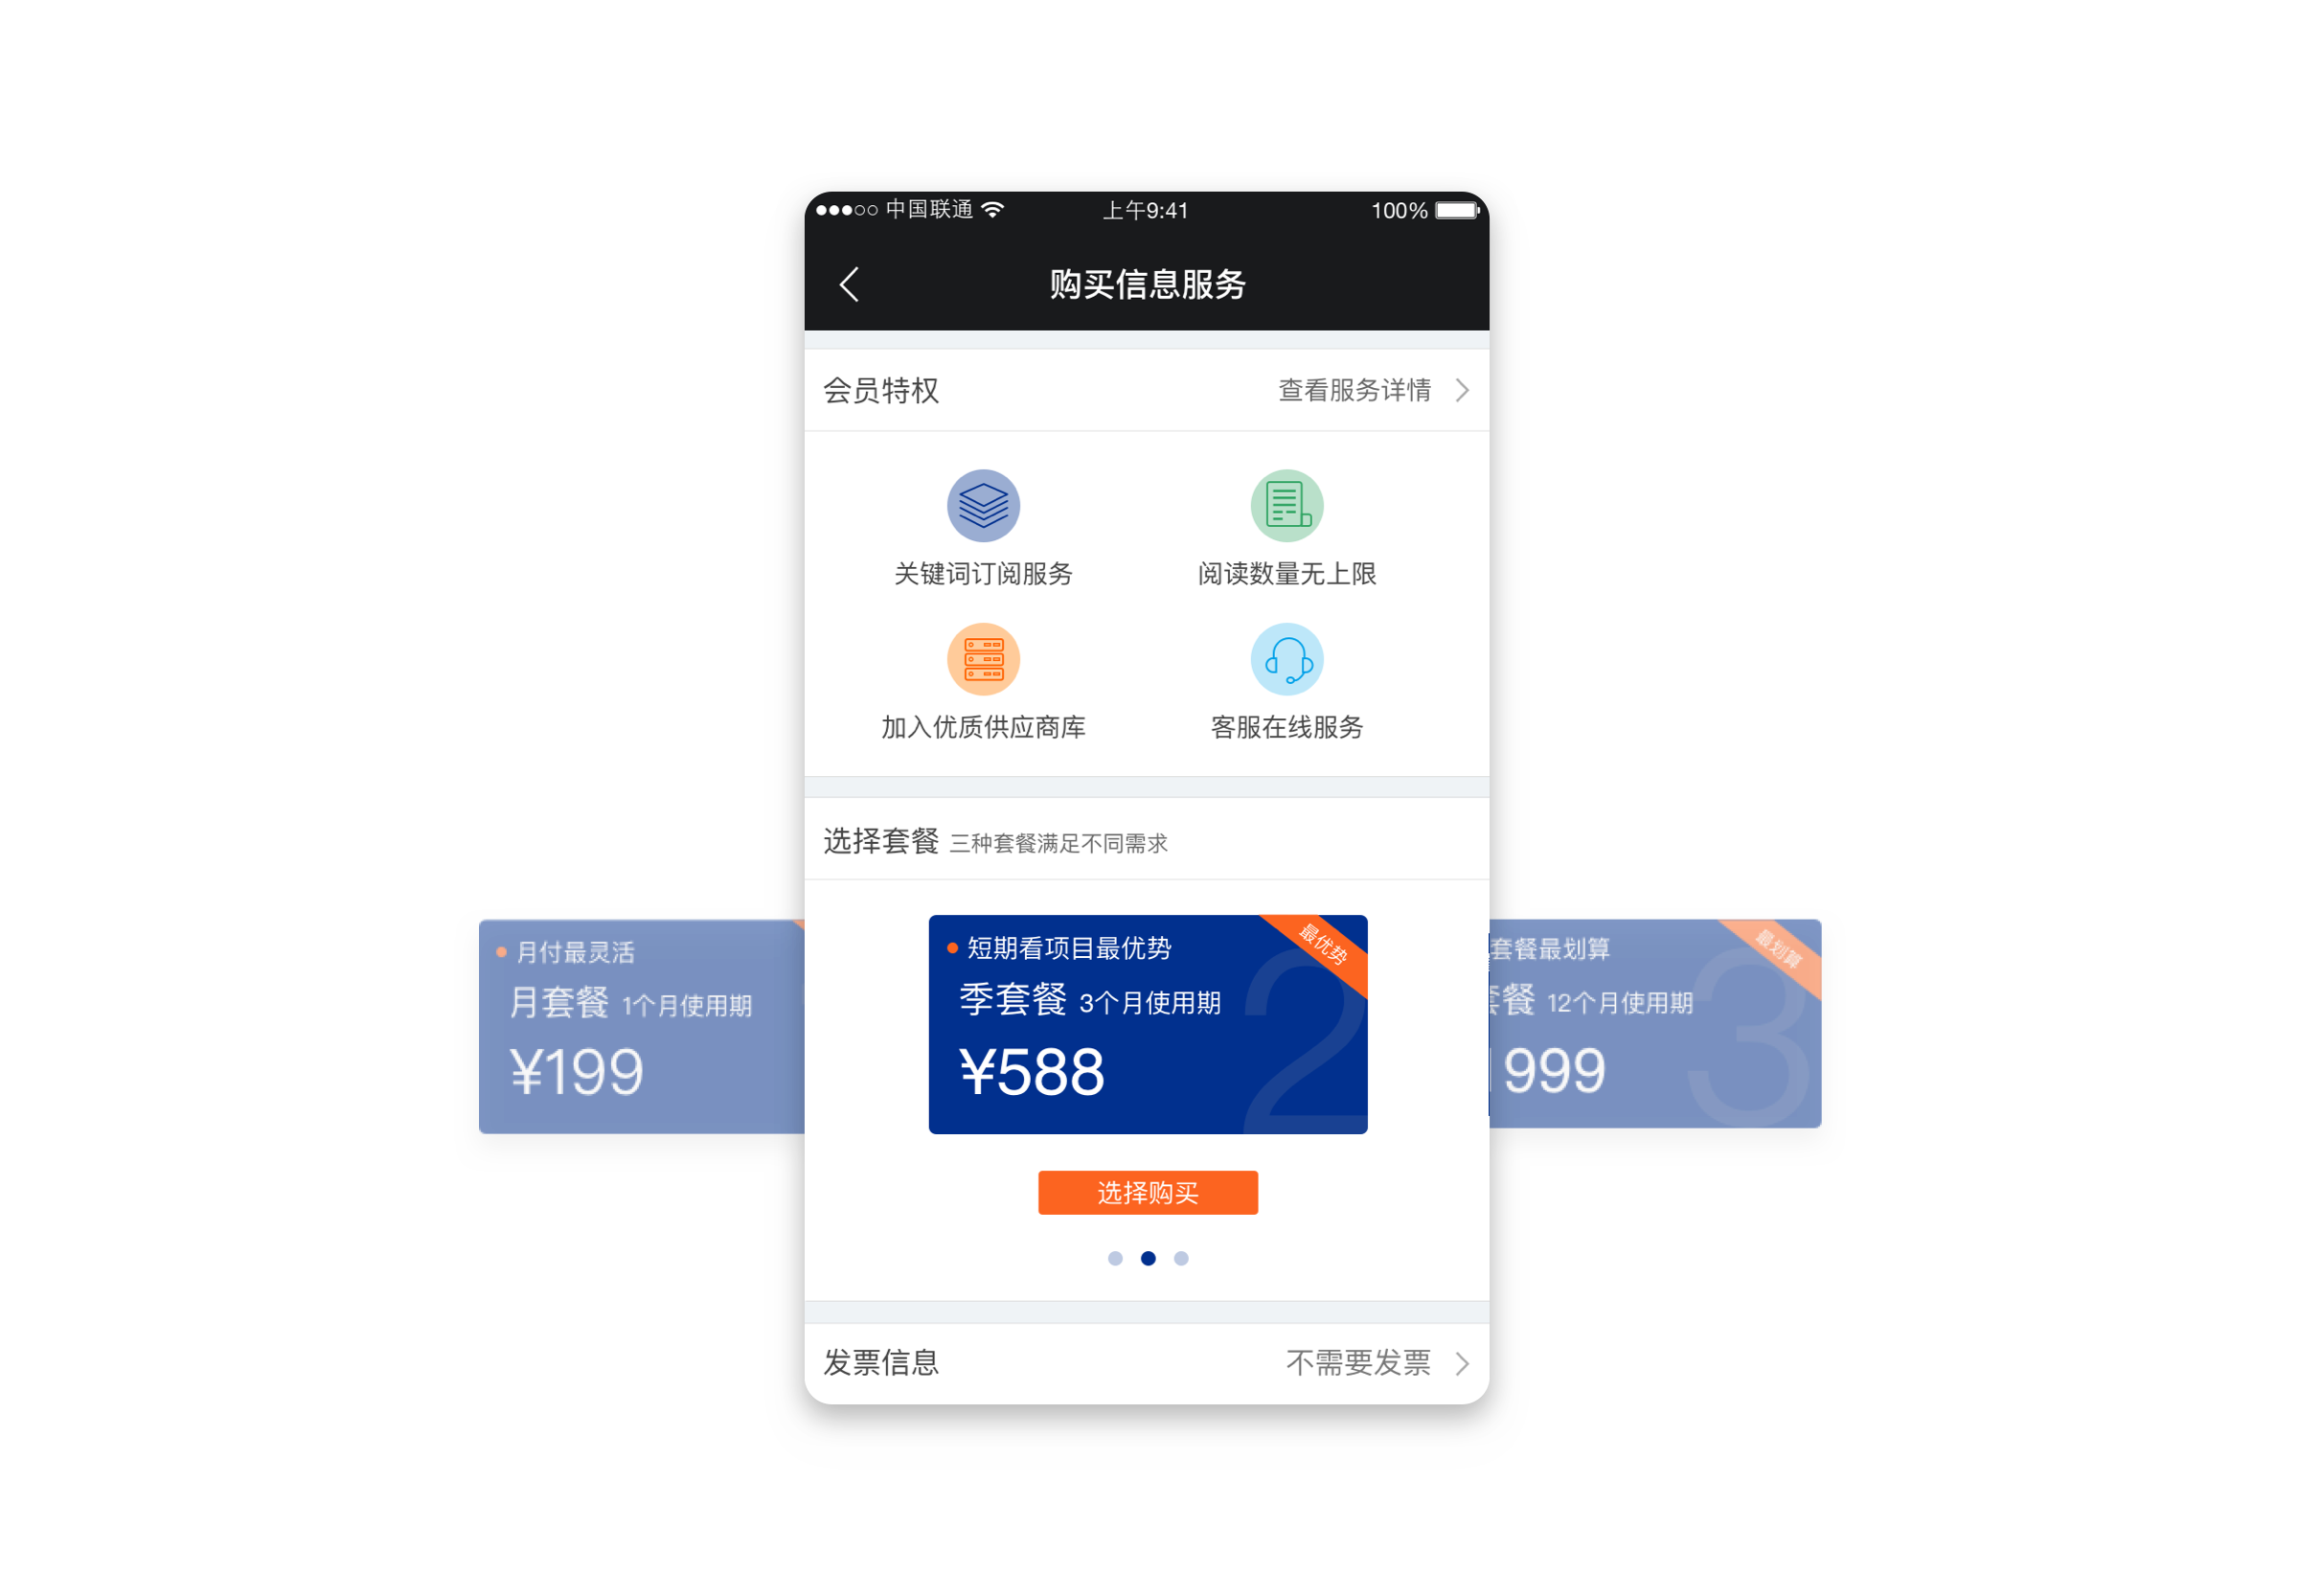 中国联通 上午9:41 100%
购买信息服务
会员特权 查看服务详情
关键词订阅服务 阅读数量无上限
加入优质供应商库 客服在线服务
选择套餐 三种套餐满足不同需求
月付最灵活
月套餐 1个月使用期
¥199
最优势
短期看项目最优势
季套餐 3个月使用期
¥588
2
最划算
套餐最划算
套餐 12个月使用期
999
3
选择购买
发票信息 不需要发票